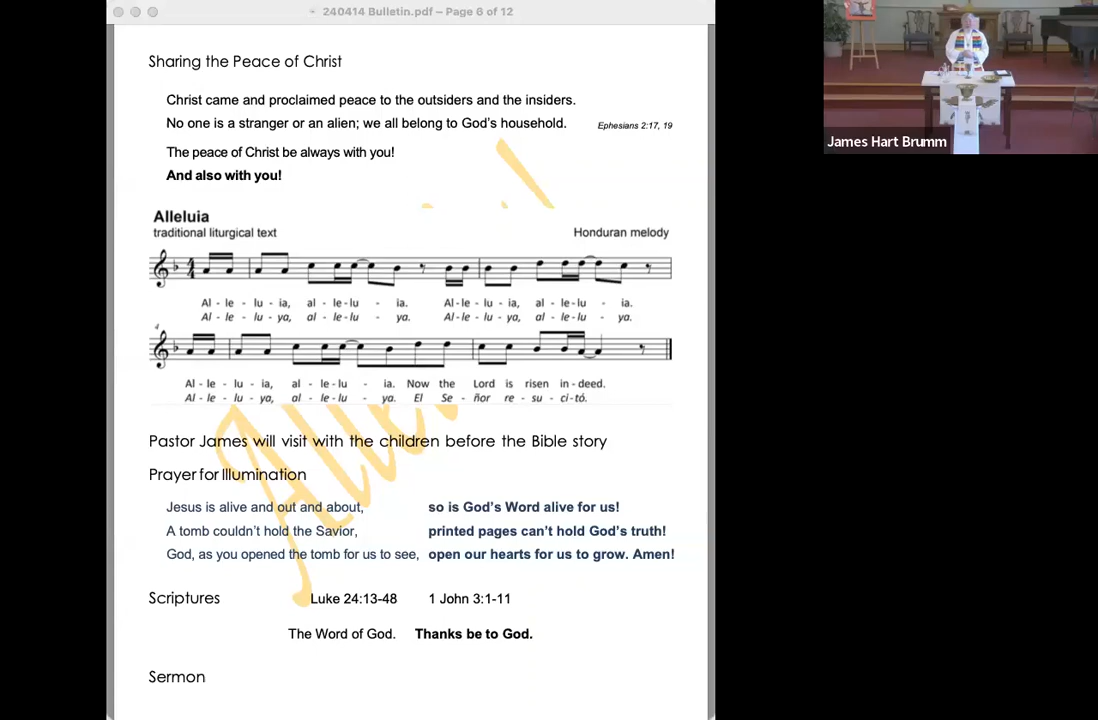 240414 Bulletin.pdf – Page 6 of 12
Sharing the Peace of Christ
Christ came and proclaimed peace to the outsiders and the insiders.
No one is a stranger or an alien; we all belong to God's household. Ephesians 2:17, 19
The peace of Christ be always with you!
And also with you!
Alleluia
traditional liturgical text Honduran melody
Al - le - lu - ia, al - le - lu - ia. Al - le - lu - ia, al - le - lu - ia.
Al - le - lu - ya, al - le - lu - ya. Al - le - lu - ya, al - le - lu - ya.
4
Al - le - lu - ia, al - le - lu - ia. Now the Lord is risen in - deed.
Al - le - lu - ya, al - le - lu - ya. El Se - ñor re - su - ci - tó.
Pastor James will visit with the children before the Bible story
Prayer for Illumination
Jesus is alive and out and about, so is God's Word alive for us!
A tomb couldn't hold the Savior, printed pages can't hold God's truth!
God, as you opened the tomb for us to see, open our hearts for us to grow. Amen!
Scriptures Luke 24:13-48 1 John 3:1-11
The Word of God. Thanks be to God.
Sermon
James Hart Brumm